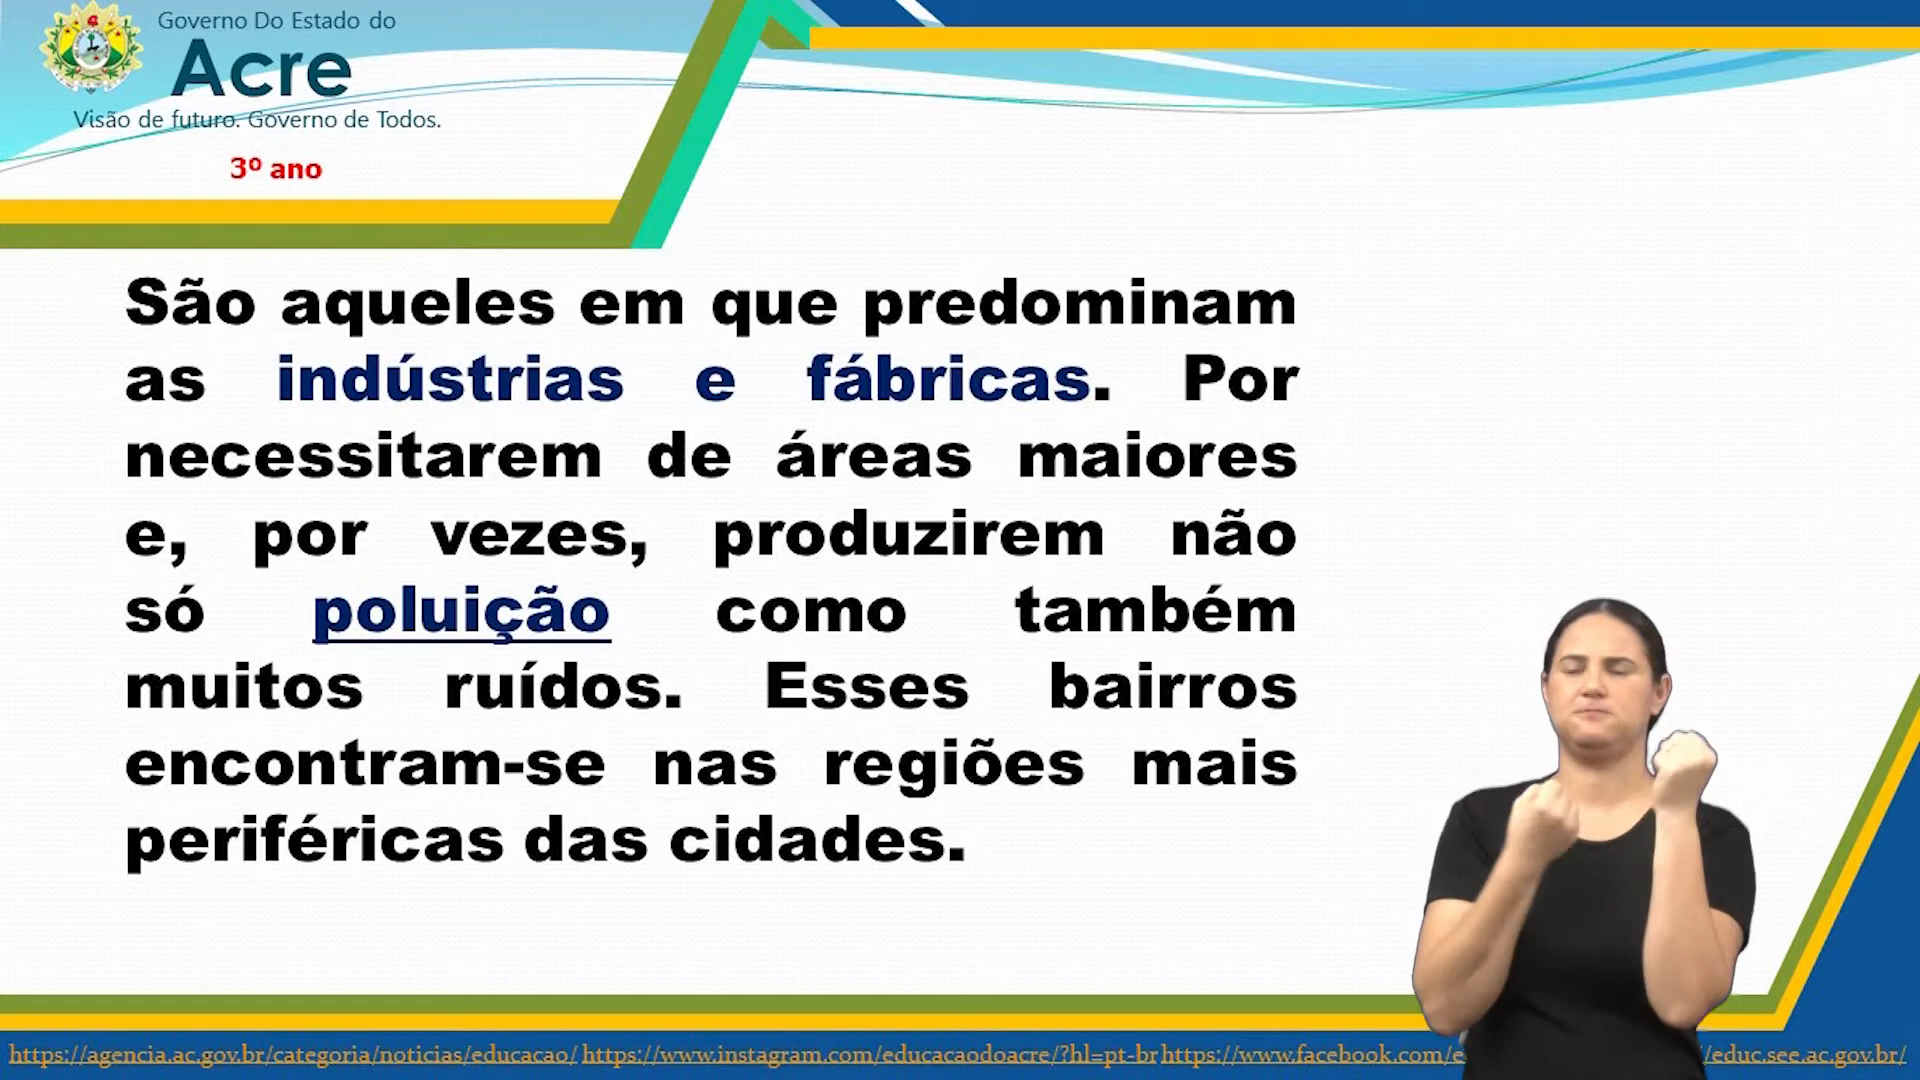 Governo Do Estado do
Acre
Visão de futuro. Governo de Todos.
3º ano
São aqueles em que predominam
as indústrias e fábricas. Por
necessitarem de áreas maiores
e, por vezes, produzirem não
só poluição como também
muitos ruídos. Esses bairros
encontram-se nas regiões mais
periféricas das cidades.
https://agencia.ac.gov.br/categoria/noticias/educacao/ https://www.instagram.com/educacaodoacre/?hl=pt-br https://www.facebook.com/e /educ.see.ac.gov.br/